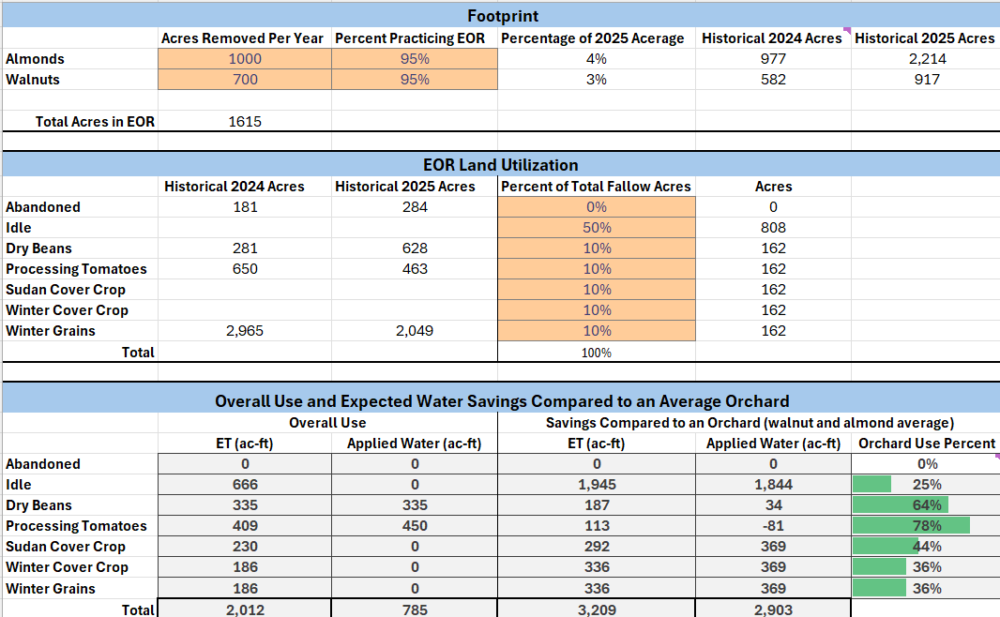 Footprint
Acres Removed Per Year Percent Practicing EOR Percentage of 2025 Acerage Historical 2024 Acres Historical 2025 Acres
Almonds 1000 95% 4% 977 2,214
Walnuts 700 95% 3% 582 917
Total Acres in EOR 1615
EOR Land Utilization
Historical 2024 Acres Historical 2025 Acres Percent of Total Fallow Acres Acres
Abandoned 181 284 0% 0
Idle 50% 808
Dry Beans 281 628 10% 162
Processing Tomatoes 650 463 10% 162
Sudan Cover Crop 10% 162
Winter Cover Crop 10% 162
Winter Grains 2,965 2,049 10% 162
Total 100%
Overall Use and Expected Water Savings Compared to an Average Orchard
Overall Use Savings Compared to an Orchard (walnut and almond average)
ET (ac-ft) Applied Water (ac-ft) ET (ac-ft) Applied Water (ac-ft) Orchard Use Percent
Abandoned 0 0 0 0 0%
Idle 666 0 1,945 1,844 25%
Dry Beans 335 335 187 34 64%
Processing Tomatoes 409 450 113 -81 78%
Sudan Cover Crop 230 0 292 369 44%
Winter Cover Crop 186 0 336 369 36%
Winter Grains 186 0 336 369 36%
Total 2,012 785 3,209 2,903